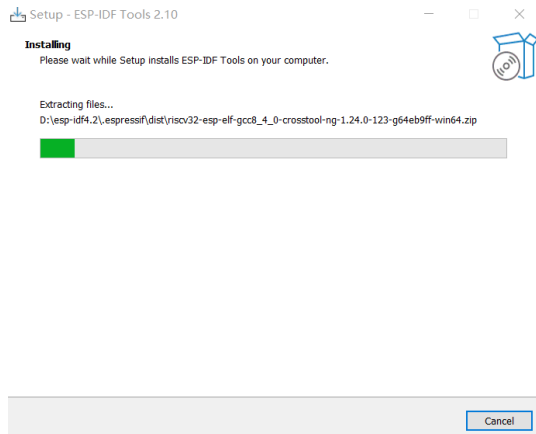 Setup - ESP-IDF Tools 2.10
Installing
Please wait while Setup installs ESP-IDF Tools on your computer.
Extracting files...
D:\esp-idf4.2\.espressif\dist\riscv32-esp-elf-gcc8_4_0-crosstool-ng-1.24.0-123-g64eb9ff-win64.zip
Cancel